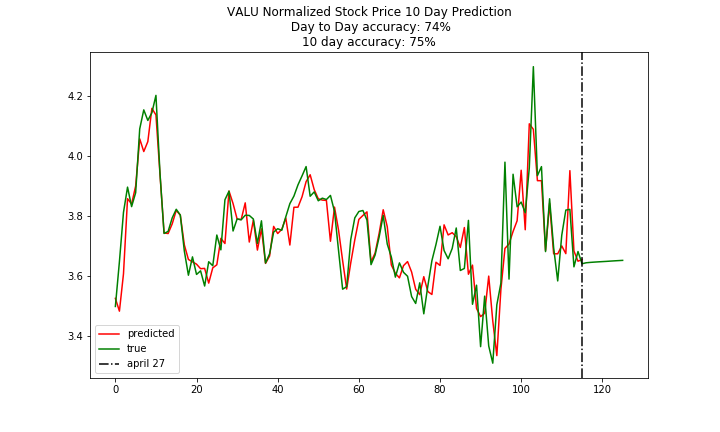 VALU Normalized Stock Price 10 Day Prediction
Day to Day accuracy: 74%
10 day accuracy: 75%
4.2
4.0
3.8
3.6
3.4
predicted
true
april 27
0
20
40
60
80
100
120